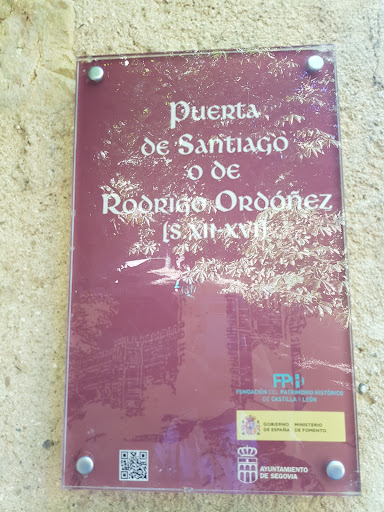 Puerta
de Santiago
o de
Rodrigo Ordóñez
[S. XII-XVI]
FPH
FUNDACIÓN DEL PATRIMONIO HISTÓRICO
DE CASTILLA Y LEÓN
GOBIERNO DE ESPAÑA MINISTERIO DE FOMENTO
AYUNTAMIENTO
DE SEGOVIA